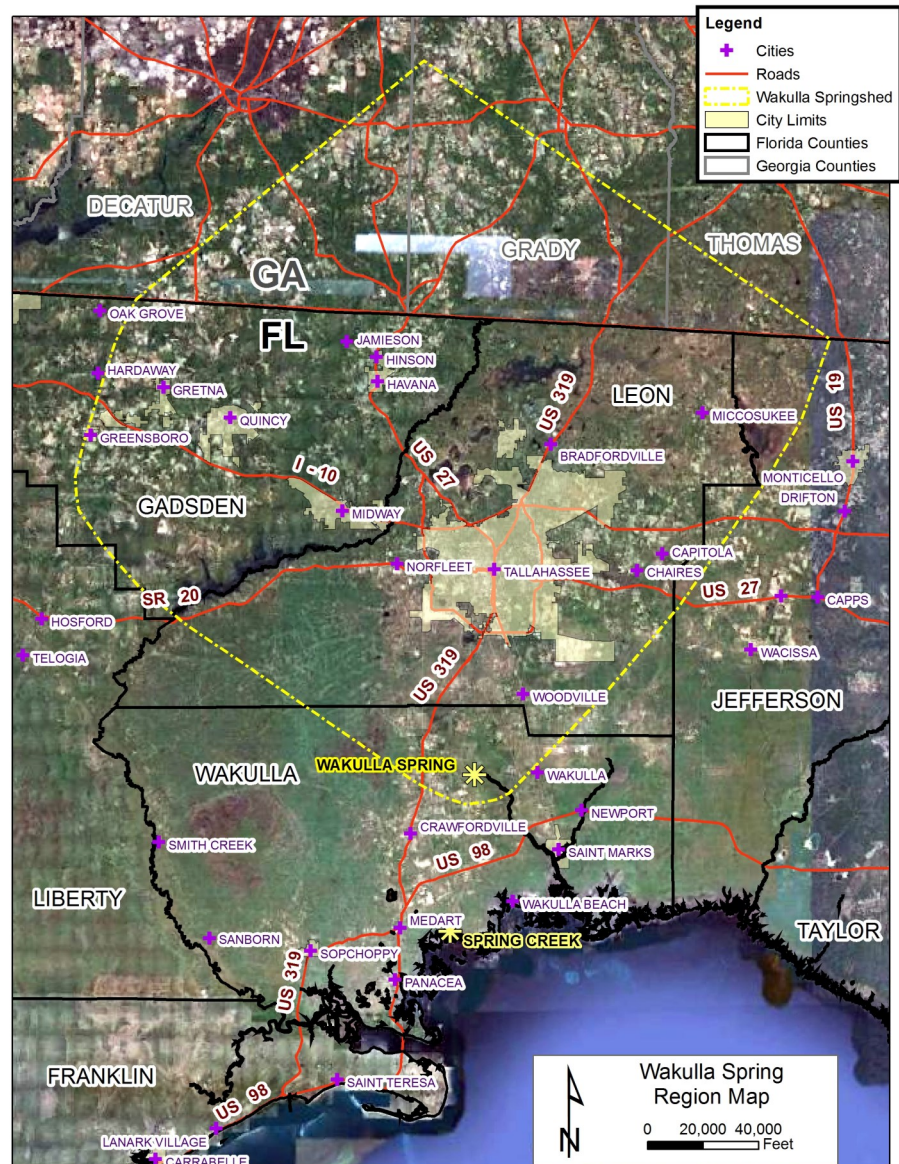 Legend
Cities
Roads
Wakulla Springshed
City Limits
Florida Counties
Georgia Counties
DECATUR
GRADY
THOMAS
GA
OAK GROVE
FL
JAMIESON
HINSON
HARDAWAY
HAVANA
GRETNA
LEON
US 319
US 19
MICCOSUKEE
QUINCY
GREENSBORO
BRADFORDVILLE
I - 10
US 27
MONTICELLO
DRIFTON
GADSDEN
MIDWAY
CAPITOLA
NORFLEET
TALLAHASSEE
CHAIRES
US 27
CAPPS
SR 20
HOSFORD
TELOGIA
WACISSA
US 319
WOODVILLE
JEFFERSON
WAKULLA SPRING
WAKULLA
WAKULLA
NEWPORT
CRAWFORDVILLE
SMITH CREEK
US 98
SAINT MARKS
LIBERTY
WAKULLA BEACH
MEDART
TAYLOR
SANBORN
SPRING CREEK
SOPCHOPPY
US 319
PANACEA
FRANKLIN
SAINT TERESA
US 98
LANARK VILLAGE
CARRABELLE
Wakulla Spring
Region Map
N
0 20,000 40,000
Feet